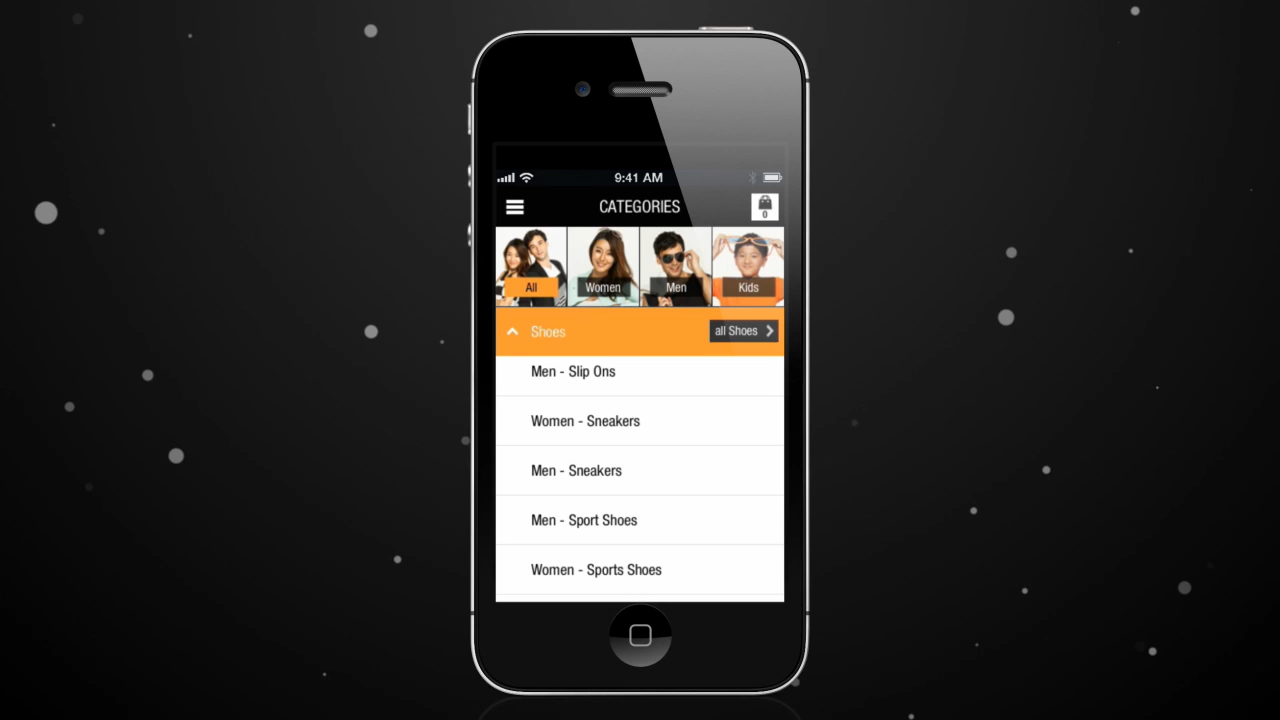 9:41 AM
CATEGORIES
0
All
Women
Men
Kids
Shoes
all Shoes
Men - Slip Ons
Women - Sneakers
Men - Sneakers
Men - Sport Shoes
Women - Sports Shoes